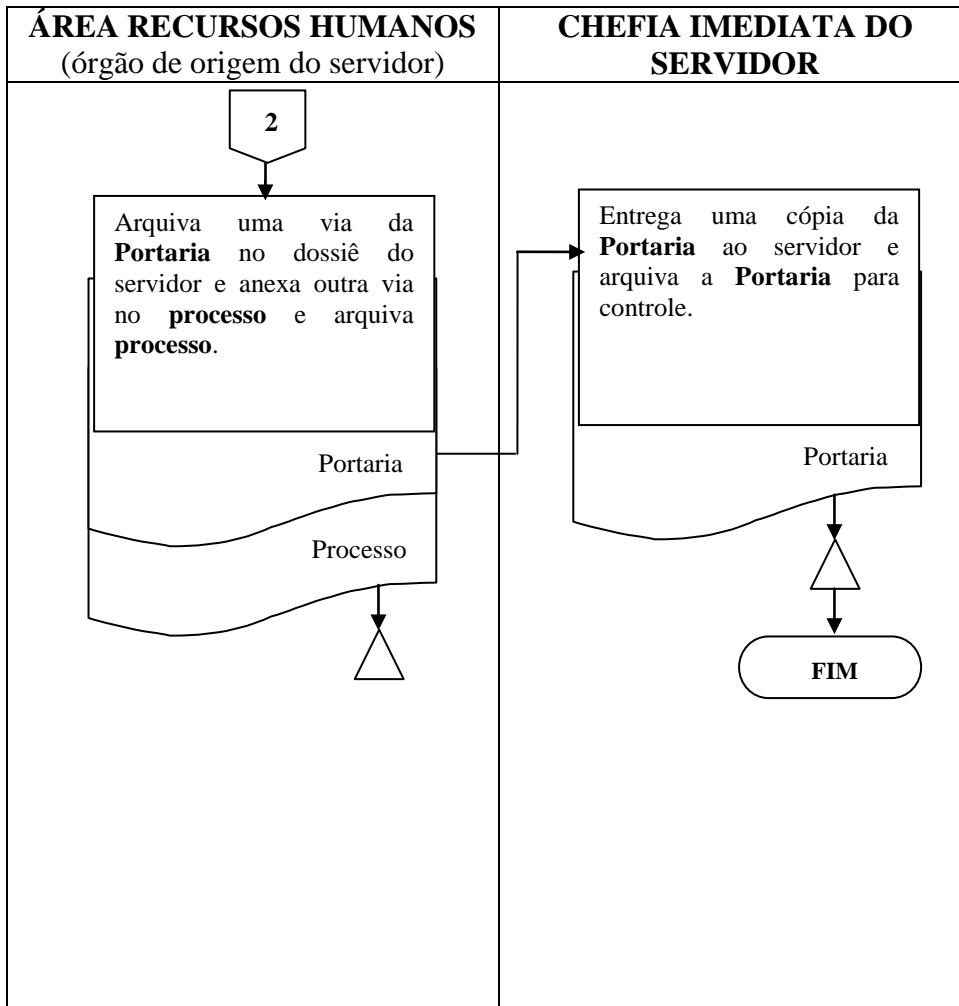 ÁREA RECURSOS HUMANOS
(órgão de origem do servidor)
CHEFIA IMEDIATA DO
SERVIDOR
2
Arquiva uma via da
Portaria no dossiê do
servidor e anexa outra via
no processo e arquiva
processo.
Portaria
Processo
Entrega uma cópia da
Portaria ao servidor e
arquiva a Portaria para
controle.
Portaria
FIM